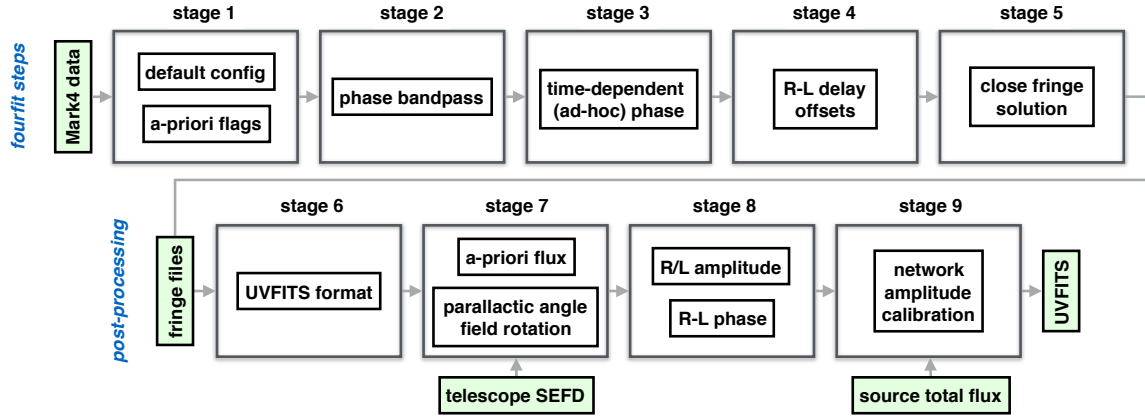 stage 1
stage 2
stage 3
stage 4
stage 5
fourfit steps
Mark4 data
default config
a-priori flags
phase bandpass
time-dependent
(ad-hoc) phase
R-L delay
offsets
close fringe
solution
stage 6
stage 7
stage 8
stage 9
post-processing
fringe files
UVFITS format
a-priori flux
parallactic angle
field rotation
R/L amplitude
R-L phase
network
amplitude
calibration
UVFITS
telescope SEFD
source total flux